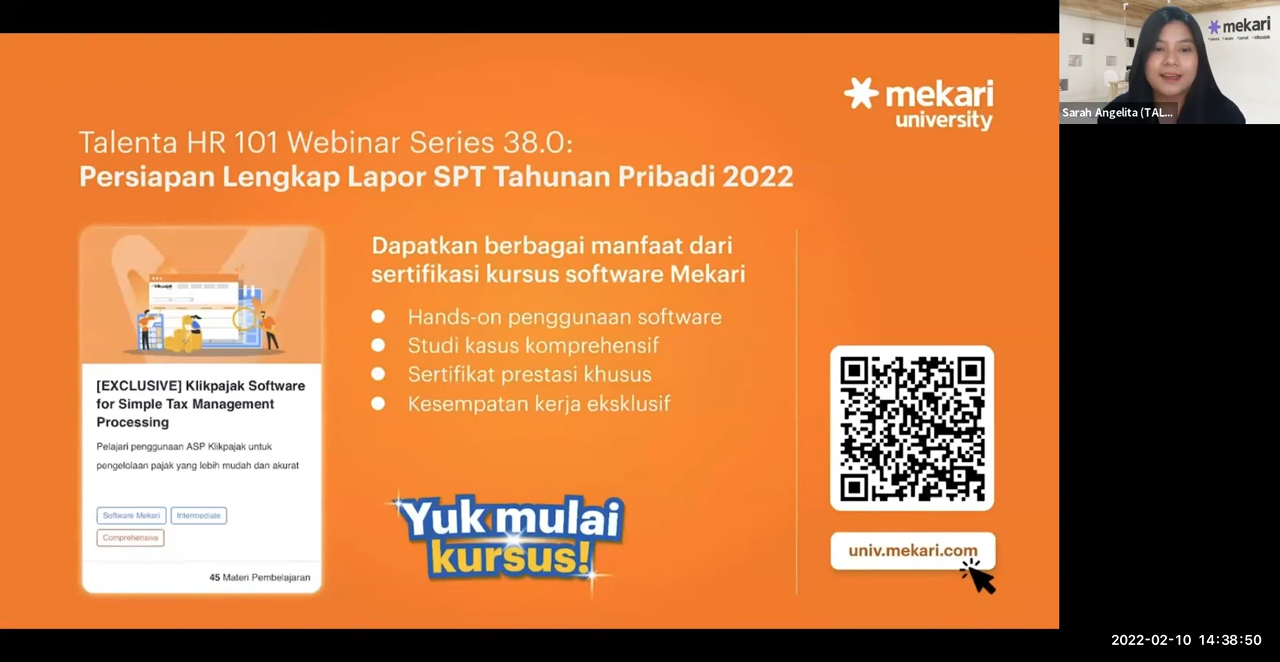 mekari
university
Talenta HR 101 Webinar Series 38.0:
Persiapan Lengkap Lapor SPT Tahunan Pribadi 2022
klikpajak
[EXCLUSIVE] Klikpajak Software
for Simple Tax Management
Processing
Pelajari penggunaan ASP Klikpajak untuk
pengelolaan pajak yang lebih mudah dan akurat
Software Mekari
Intermediate
Comprehensive
45 Materi Pembelajaran
Dapatkan berbagai manfaat dari
sertifikasi kursus software Mekari
Hands-on penggunaan software
Studi kasus komprehensif
Sertifikat prestasi khusus
Kesempatan kerja eksklusif
Yuk mulai
kursus!
univ.mekari.com
mekari
Sarah Angelita (TAL...
2022-02-10 14:38:50